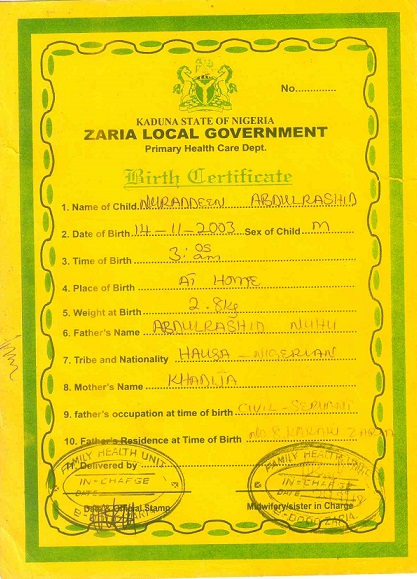 No..............
KADUNA STATE OF NIGERIA
ZARIA LOCAL GOVERNMENT
Primary Health Care Dept.
Birth Certificate
1. Name of Child NURADDEEN ABDULRASHID
2. Date of Birth 14-11-2003 Sex of Child M
3. Time of Birth 3:05 am
4. Place of Birth AT HOME
5. Weight at Birth 2.8kg
6. Father's Name ABDULRASHID NUHU
7. Tribe and Nationality HAUSA - NIGERIAN
8. Mother's Name KHADIJA
9. father's occupation at time of birth CIVIL - SERVANT
10. Father's Residence at Time of Birth ZARIA
11. Delivered by
FAMILY HEALTH UNIT
IN-CHARGE
DATE
ZARIA
Date & Official Stamp
FAMILY HEALTH UNIT
IN-CHARGE
DATE
ZARIA
Midwifery/sister in Charge